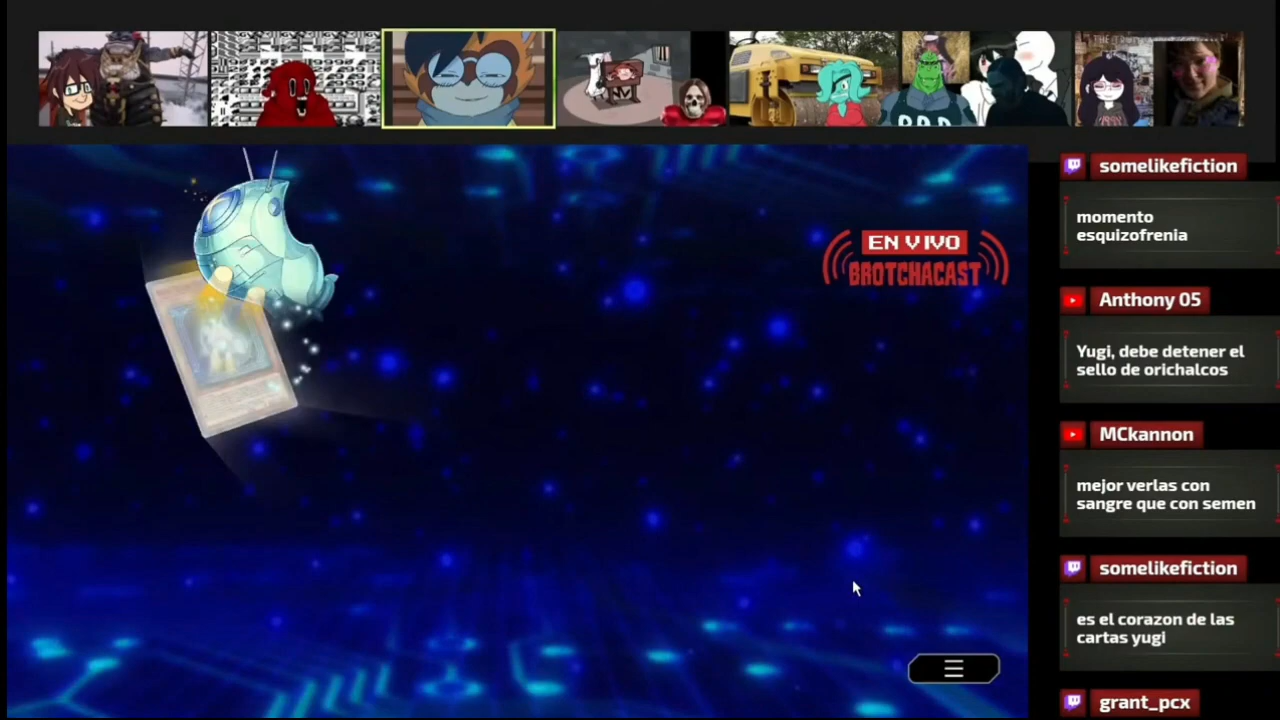 EN VIVO
BROTCHACAST
somelikefiction
momento
esquizofrenia
Anthony 05
Yugi, debe detener el
sello de orichalcos
MCkannon
mejor verlas con
sangre que con semen
somelikefiction
es el corazon de las
cartas yugi
grant_pcx